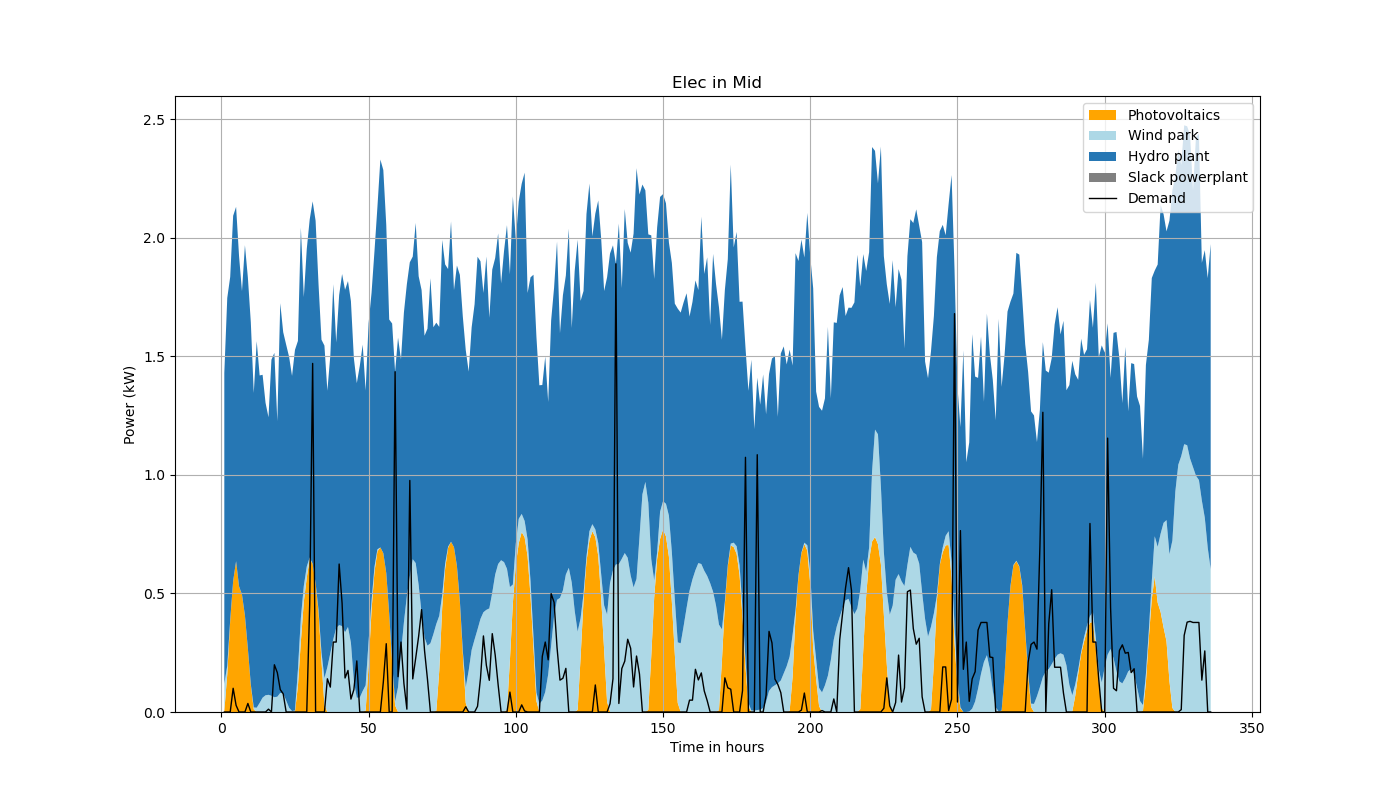 Elec in Mid
Photovoltaics
Wind park
Hydro plant
Slack powerplant
Demand
Power (kW)
2.5
2.0
1.5
1.0
0.5
0.0
0 50 100 150 200 250 300 350
Time in hours